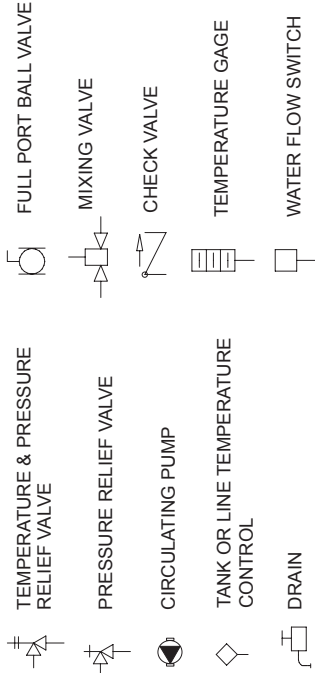 TEMPERATURE & PRESSURE
RELIEF VALVE
PRESSURE RELIEF VALVE
CIRCULATING PUMP
TANK OR LINE TEMPERATURE
CONTROL
DRAIN
FULL PORT BALL VALVE
MIXING VALVE
CHECK VALVE
TEMPERATURE GAGE
WATER FLOW SWITCH